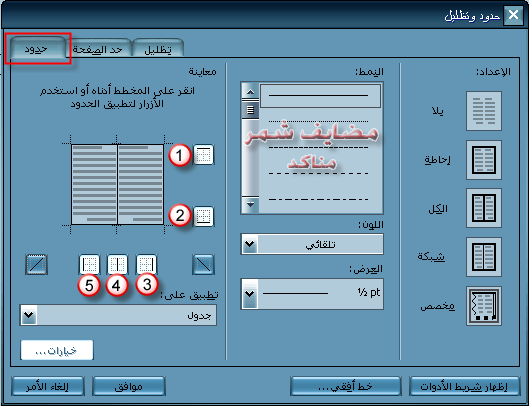 حدود وتظليل
حدود
حد الصفحة
تظليل
الإعداد:
بلا
إحاطة
الكل
شبكة
مخصص
النمط:
مضايف شمر
مناكد
اللون:
تلقائي
العرض:
½ pt
معاينة
انقر على المخطط أدناه أو استخدم
الأزرار لتطبيق الحدود
1
2
3
4
5
تطبيق على:
جدول
خيارات...
إظهار شريط الأدوات
خط أفقي...
موافق
إلغاء الأمر